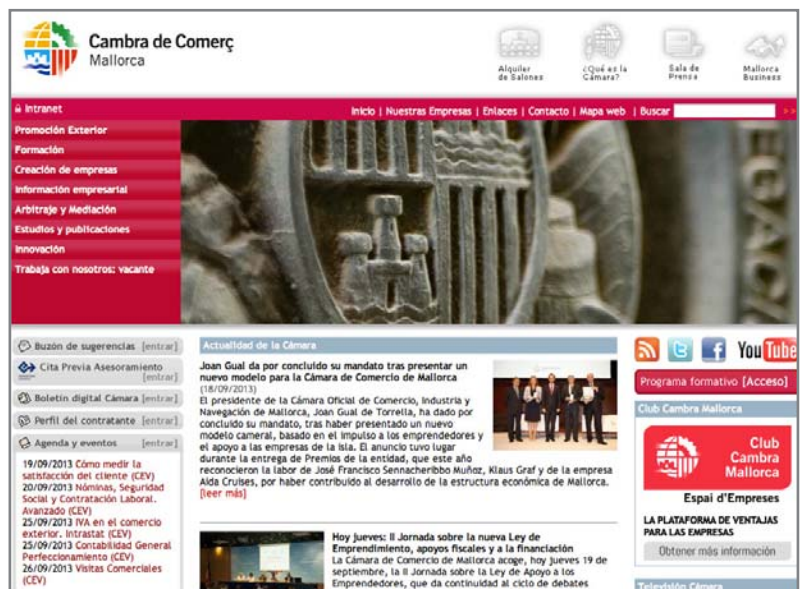 Cambra de Comerç
Mallorca
Alquiler
de Salones
¿Qué es la
Cámara?
Sala de
Prensa
Mallorca
Business
Intranet
Inicio | Nuestras Empresas | Enlaces | Contacto | Mapa web | Buscar >>
Promoción Exterior
Formación
Creación de empresas
Información empresarial
Arbitraje y Mediación
Estudios y publicaciones
Innovación
Trabaja con nosotros: vacante
EGACI
Buzón de sugerencias [entrar]
Cita Previa Asesoramiento
[entrar]
Boletín digital Cámara [entrar]
Perfil del contratante [entrar]
Agenda y eventos [entrar]
19/09/2013 Cómo medir la
satisfacción del cliente (CEV)
20/09/2013 Nóminas, Seguridad
Social y Contratación Laboral.
Avanzado (CEV)
25/09/2013 IVA en el comercio
exterior. Intrastat (CEV)
25/09/2013 Contabilidad General
Perfeccionamiento (CEV)
26/09/2013 Visitas Comerciales
(CEV)
Actualidad de la Cámara
Joan Gual da por concluido su mandato tras presentar un
nuevo modelo para la Cámara de Comercio de Mallorca
(18/09/2013)
El presidente de la Cámara Oficial de Comercio, Industria y
Navegación de Mallorca, Joan Gual de Torrella, ha dado por
concluido su mandato, tras haber presentado un nuevo
modelo cameral, basado en el impulso a los emprendedores y
el apoyo a las empresas de la isla. El anuncio tuvo lugar
durante la entrega de Premios de la entidad, que este año
reconocieron la labor de José Francisco Sennacheribbo Muñoz, Klaus Graf y de la empresa
Aida Cruises, por haber contribuido al desarrollo de la estructura económica de Mallorca.
[leer más]
Hoy jueves: II Jornada sobre la nueva Ley de
Emprendimiento, apoyos fiscales y a la financiación
La Cámara de Comercio de Mallorca acoge, hoy jueves 19 de
septiembre, la II Jornada sobre la Ley de Apoyo a los
Emprendedores, que da continuidad al ciclo de debates
You Tube
Programa formativo [Acceso]
Club Cambra Mallorca
Club
Cambra
Mallorca
Espai d'Empreses
LA PLATAFORMA DE VENTAJAS
PARA LAS EMPRESAS
Obtener más información
Televisión Cámara